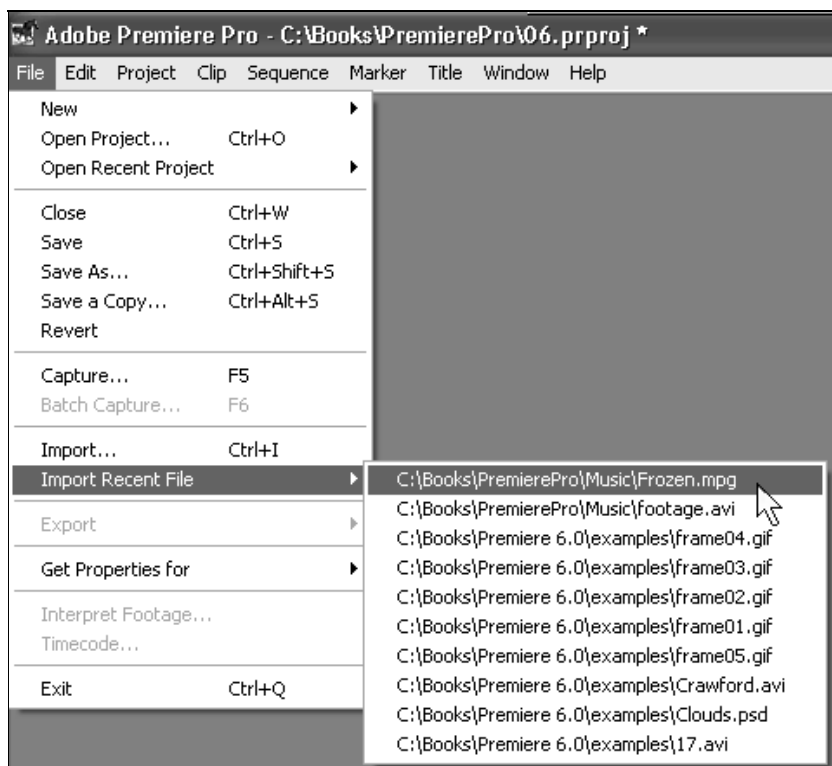 Adobe Premiere Pro - C:\Books\PremierePro\06.prproj *
File Edit Project Clip Sequence Marker Title Window Help
New
Open Project... Ctrl+O
Open Recent Project
Close Ctrl+W
Save Ctrl+S
Save As... Ctrl+Shift+S
Save a Copy... Ctrl+Alt+S
Revert
Capture... F5
Batch Capture... F6
Import... Ctrl+I
Import Recent File
Export
Get Properties for
Interpret Footage...
Timecode...
Exit Ctrl+Q
C:\Books\PremierePro\Music\Frozen.mpg
C:\Books\PremierePro\Music\footage.avi
C:\Books\Premiere 6.0\examples\frame04.gif
C:\Books\Premiere 6.0\examples\frame03.gif
C:\Books\Premiere 6.0\examples\frame02.gif
C:\Books\Premiere 6.0\examples\frame01.gif
C:\Books\Premiere 6.0\examples\frame05.gif
C:\Books\Premiere 6.0\examples\Crawford.avi
C:\Books\Premiere 6.0\examples\Clouds.psd
C:\Books\Premiere 6.0\examples\17.avi